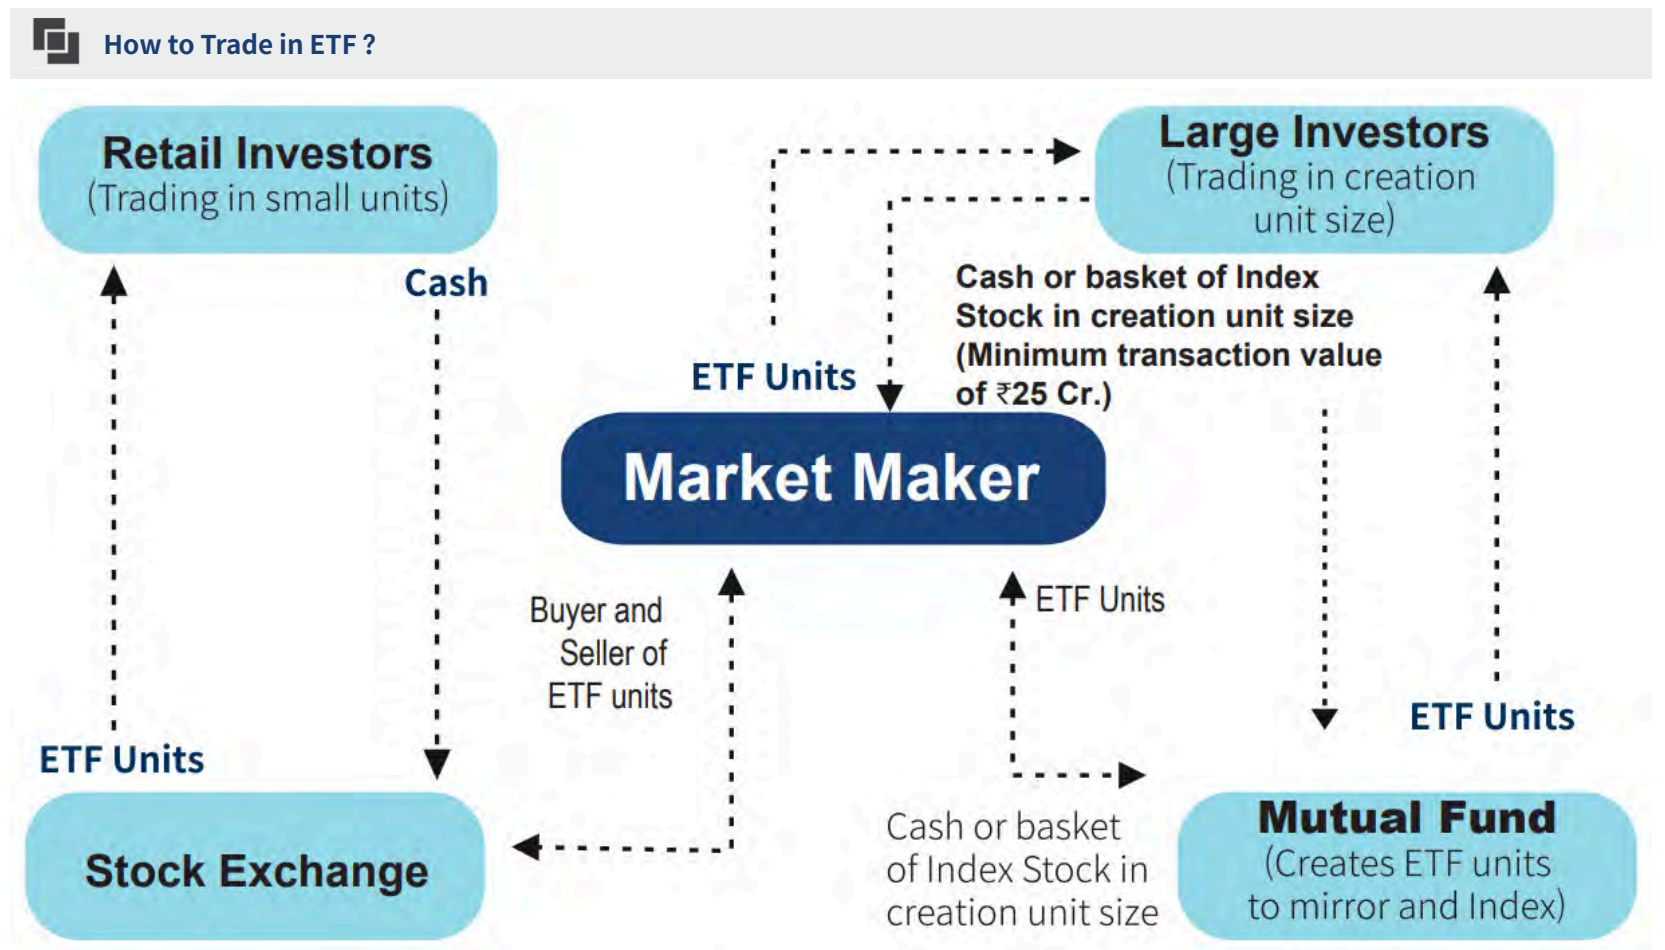 How to Trade in ETF ?
Retail Investors
(Trading in small units)
Large Investors
(Trading in creation
unit size)
Cash
Cash or basket of Index
Stock in creation unit size
(Minimum transaction value
of ₹25 Cr.)
ETF Units
Market Maker
Buyer and
Seller of
ETF units
ETF Units
ETF Units
ETF Units
Stock Exchange
Cash or basket
of Index Stock in
creation unit size
Mutual Fund
(Creates ETF units
to mirror and Index)